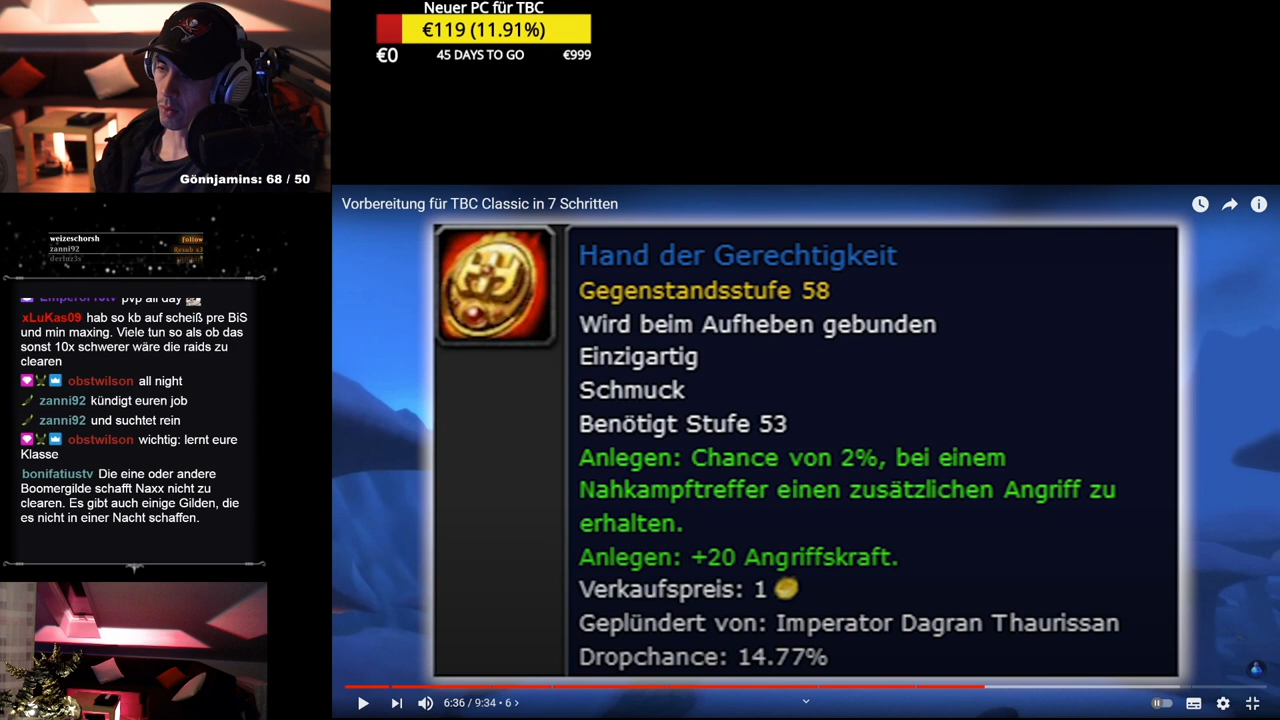 Neuer PC für TBC
€119 (11.91%)
€0
45 DAYS TO GO
€999
Gönnjamins: 68 / 50
weizeschorsh follow
zanni92 Resub x3
derluz3s
pvp all day
xLuKas09 hab so kb auf scheiß pre BiS
und min maxing. Viele tun so als ob das
sonst 10x schwerer wäre die raids zu
clearen
obstwilson all night
zanni92 kündigt euren job
zanni92 und suchtet rein
obstwilson wichtig: lernt eure
Klasse
bonifatiustv Die eine oder andere
Boomergilde schafft Naxx nicht zu
clearen. Es gibt auch einige Gilden, die
es nicht in einer Nacht schaffen.
Vorbereitung für TBC Classic in 7 Schritten
Hand der Gerechtigkeit
Gegenstandsstufe 58
Wird beim Aufheben gebunden
Einzigartig
Schmuck
Benötigt Stufe 53
Anlegen: Chance von 2%, bei einem
Nahkampftreffer einen zusätzlichen Angriff zu
erhalten.
Anlegen: +20 Angriffskraft.
Verkaufspreis: 1
Geplündert von: Imperator Dagran Thaurissan
Dropchance: 14.77%
6:36 / 9:34 • 6 >